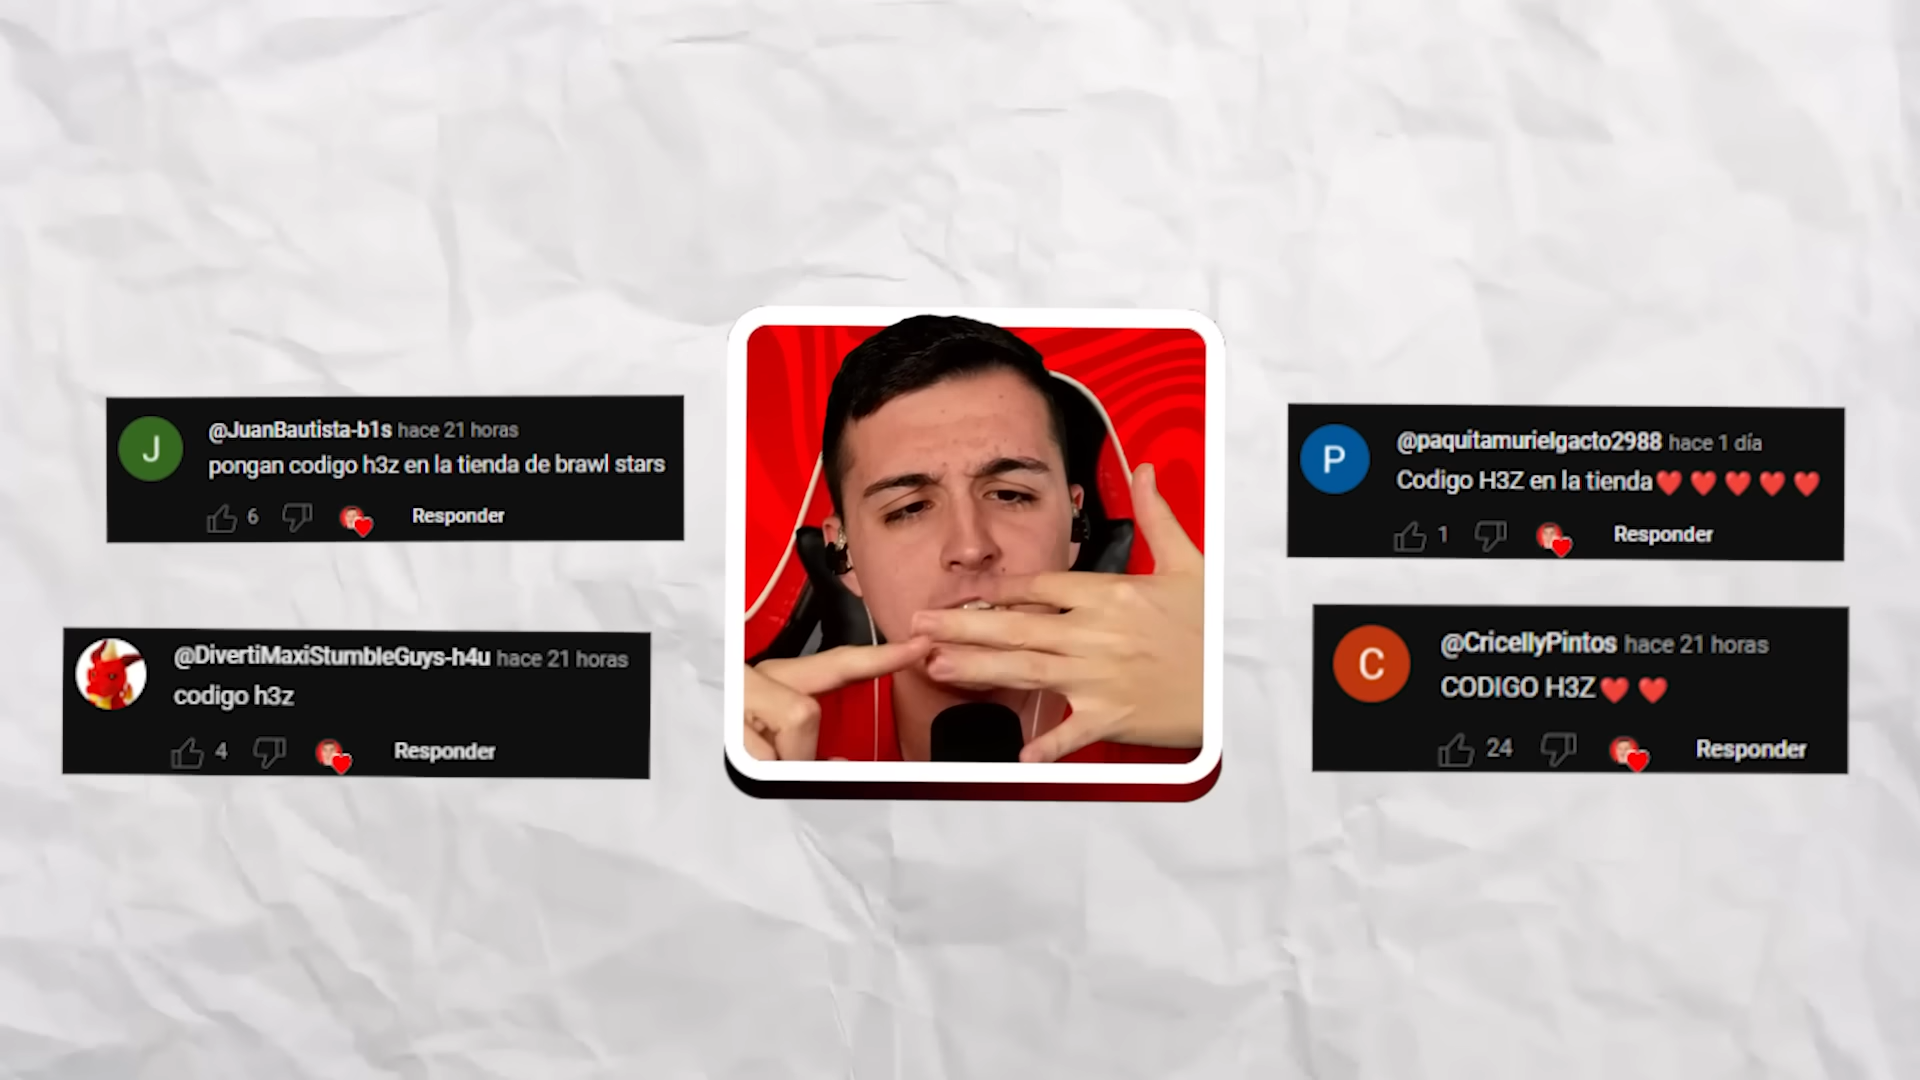 J
@JuanBautista-b1s hace 21 horas
pongan codigo h3z en la tienda de brawl stars
6 Responder
@DivertiMaxiStumbleGuys-h4u hace 21 horas
codigo h3z
4 Responder
P
@paquitamurielgacto2988 hace 1 día
Codigo H3Z en la tienda❤️❤️❤️❤️❤️
1 Responder
C
@CricellyPintos hace 21 horas
CODIGO H3Z❤️❤️
24 Responder